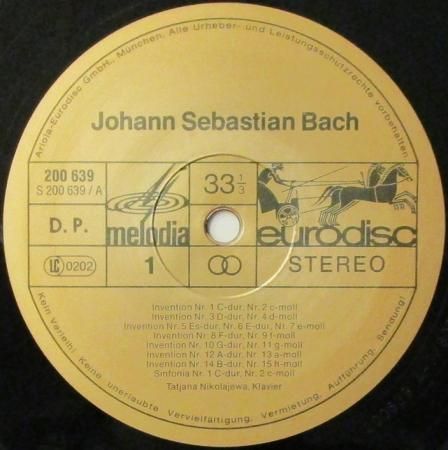 Ariola-Eurodisc GmbH., München, Alle Urheber- und Leistungsschutzrechte vorbehalten
Johann Sebastian Bach
200 639
S 200 639/A
33 1/3
D. P.
melodia
eurodisc
LC 0202
1
STEREO
Invention Nr. 1 C-dur, Nr. 2 c-moll
Invention Nr. 3 D-dur, Nr. 4 d-moll
Invention Nr. 5 Es-dur, Nr. 6 E-dur, Nr. 7 e-moll
Invention Nr. 8 F-dur, Nr. 9 f-moll
Invention Nr. 10 G-dur, Nr. 11 g-moll
Invention Nr. 12 A-dur, Nr. 13 a-moll
Invention Nr. 14 B-dur, Nr. 15 h-moll
Sinfonia Nr. 1 C-dur, Nr. 2 c-moll
Tatjana Nikolajewa, Klavier
Kein Verleih! Keine unerlaubte Vervielfältigung, Vermietung, Aufführung, Sendung!